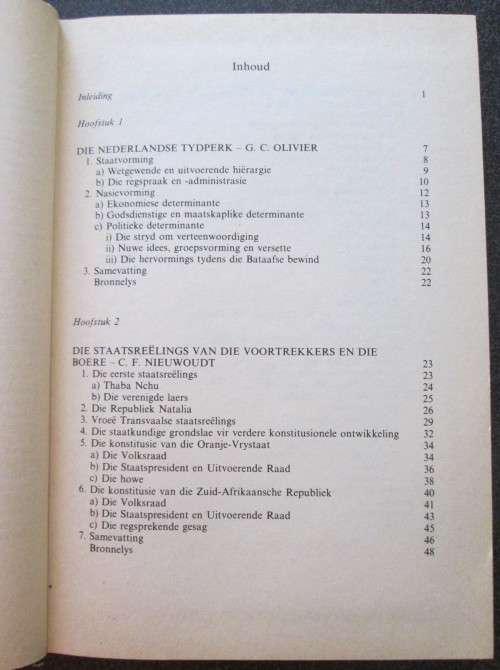 Inhoud
Inleiding 1
Hoofstuk 1
DIE NEDERLANDSE TYDPERK – G. C. OLIVIER 7
1. Staatvorming 8
a) Wetgewende en uitvoerende hiërargie 9
b) Die regspraak en -administrasie 10
2. Nasievorming 12
a) Ekonomiese determinante 13
b) Godsdienstige en maatskaplike determinante 13
c) Politieke determinante 14
i) Die stryd om verteenwoordiging 14
ii) Nuwe idees, groepsvorming en versette 16
iii) Die hervormings tydens die Bataafse bewind 20
3. Samevatting 22
Bronnelys 22
Hoofstuk 2
DIE STAATSREËLINGS VAN DIE VOORTREKKERS EN DIE
BOERE – C. F. NIEUWOUDT 23
1. Die eerste staatsreëlings 23
a) Thaba Nchu 24
b) Die verenigde laers 25
2. Die Republiek Natalia 26
3. Vroeë Transvaalse staatsreëlings 29
4. Die staatkundige grondslae vir verdere konstitusionele ontwikkeling 32
5. Die konstitusie van die Oranje-Vrystaat 34
a) Die Volksraad 34
b) Die Staatspresident en Uitvoerende Raad 36
c) Die howe 38
6. Die konstitusie van die Zuid-Afrikaansche Republiek 40
a) Die Volksraad 41
b) Die Staatspresident en Uitvoerende Raad 43
c) Die regsprekende gesag 45
7. Samevatting 46
Bronnelys 48